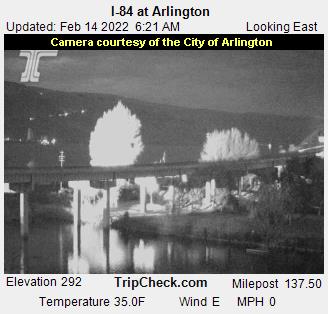 I-84 at Arlington
Updated: Feb 14 2022 6:21 AM Looking East
Camera courtesy of the City of Arlington
Elevation 292 TripCheck.com Milepost 137.50
Temperature 35.0F Wind E MPH 0